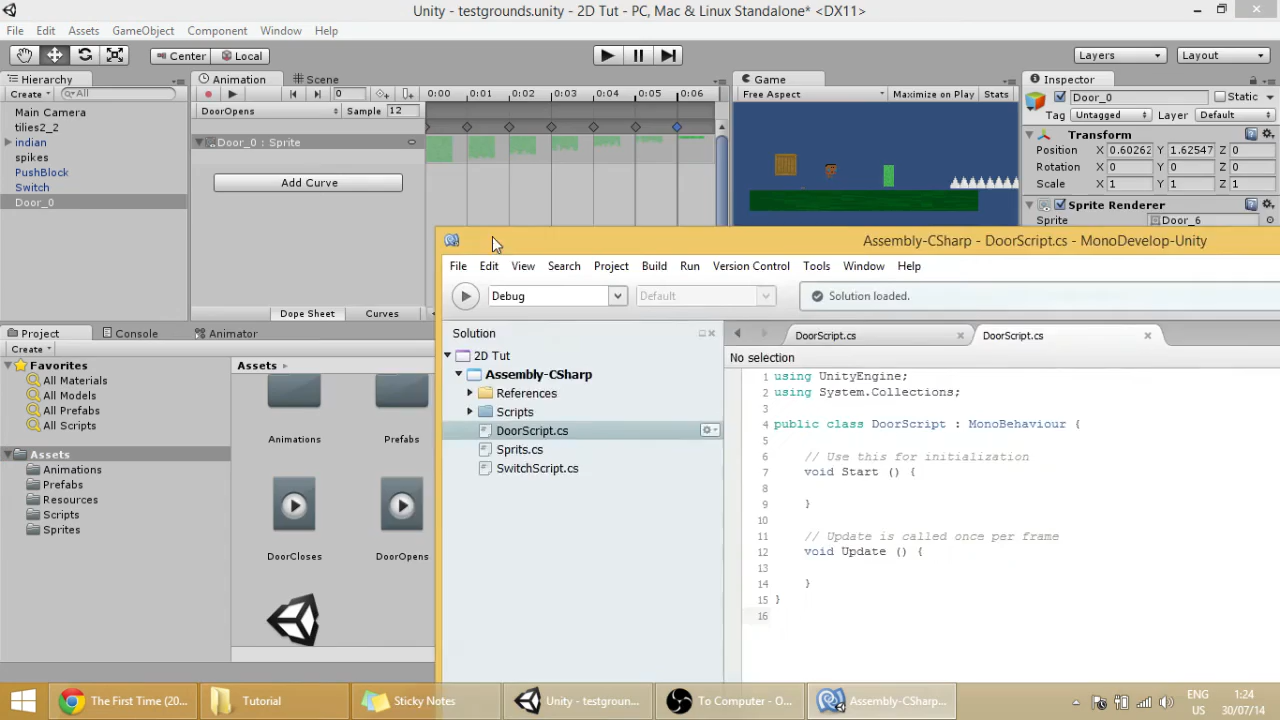 Unity - testgrounds.unity - 2D Tut - PC, Mac & Linux Standalone* <DX11>
File Edit Assets GameObject Component Window Help
Center Local Layers Layout
Hierarchy Animation Scene Game Inspector
Create All 0 0:00 0:01 0:02 0:03 0:04 0:05 0:06 Free Aspect Maximize on Play Stats Door_0 Static
DoorOpens Sample 12 Tag Untagged Layer Default
Main Camera
tilies2_2
indian
spikes
PushBlock
Switch
Door_0
Door_0 : Sprite
Add Curve
Transform
Position X 0.60262 Y 1.62547 Z 0
Rotation X 0 Y 0 Z 0
Scale X 1 Y 1 Z 1
Sprite Renderer
Sprite Door_6
Dope Sheet Curves
Project Console Animator
Create
Favorites
All Materials
All Models
All Prefabs
All Scripts
Assets
Animations
Prefabs
Resources
Scripts
Sprites
Assets
Animations Prefabs
DoorCloses DoorOpens
Assembly-CSharp - DoorScript.cs - MonoDevelop-Unity
File Edit View Search Project Build Run Version Control Tools Window Help
Debug Default Solution loaded.
Solution
2D Tut
Assembly-CSharp
References
Scripts
DoorScript.cs
Sprits.cs
SwitchScript.cs
DoorScript.cs DoorScript.cs
No selection
1 using UnityEngine;
2 using System.Collections;
3
4 public class DoorScript : MonoBehaviour {
5
6 // Use this for initialization
7 void Start () {
8
9 }
10
11 // Update is called once per frame
12 void Update () {
13
14 }
15 }
16
The First Time (20... Tutorial Sticky Notes Unity - testgroun... To Computer - O... Assembly-CSharp...
ENG
US
1:24
30/07/14